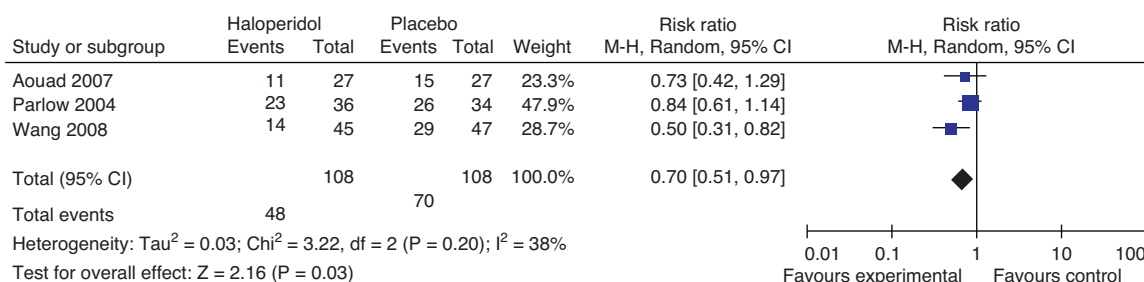 Haloperidol Placebo Risk ratio Risk ratio
Study or subgroup Events Total Events Total Weight M-H, Random, 95% CI M-H, Random, 95% CI
Aouad 2007 11 27 15 27 23.3% 0.73 [0.42, 1.29]
Parlow 2004 23 36 26 34 47.9% 0.84 [0.61, 1.14]
Wang 2008 14 45 29 47 28.7% 0.50 [0.31, 0.82]
Total (95% CI) 108 108 100.0% 0.70 [0.51, 0.97]
Total events 48 70
Heterogeneity: Tau² = 0.03; Chi² = 3.22, df = 2 (P = 0.20); I² = 38%
Test for overall effect: Z = 2.16 (P = 0.03)
0.01 0.1 1 10 100
Favours experimental Favours control